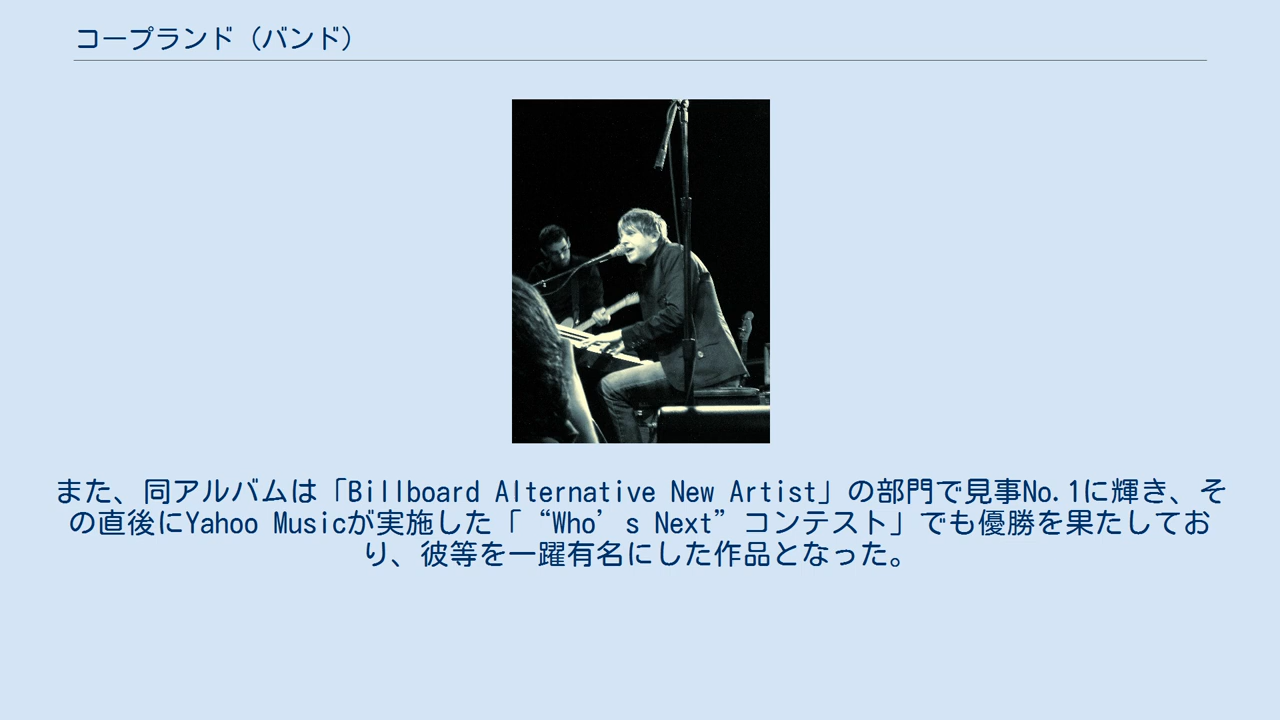 コープランド（バンド）
また、同アルバムは「Billboard Alternative New Artist」の部門で見事No.1に輝き、そ
の直後にYahoo Musicが実施した「“Who’s Next”コンテスト」でも優勝を果たしてお
り、彼等を一躍有名にした作品となった。